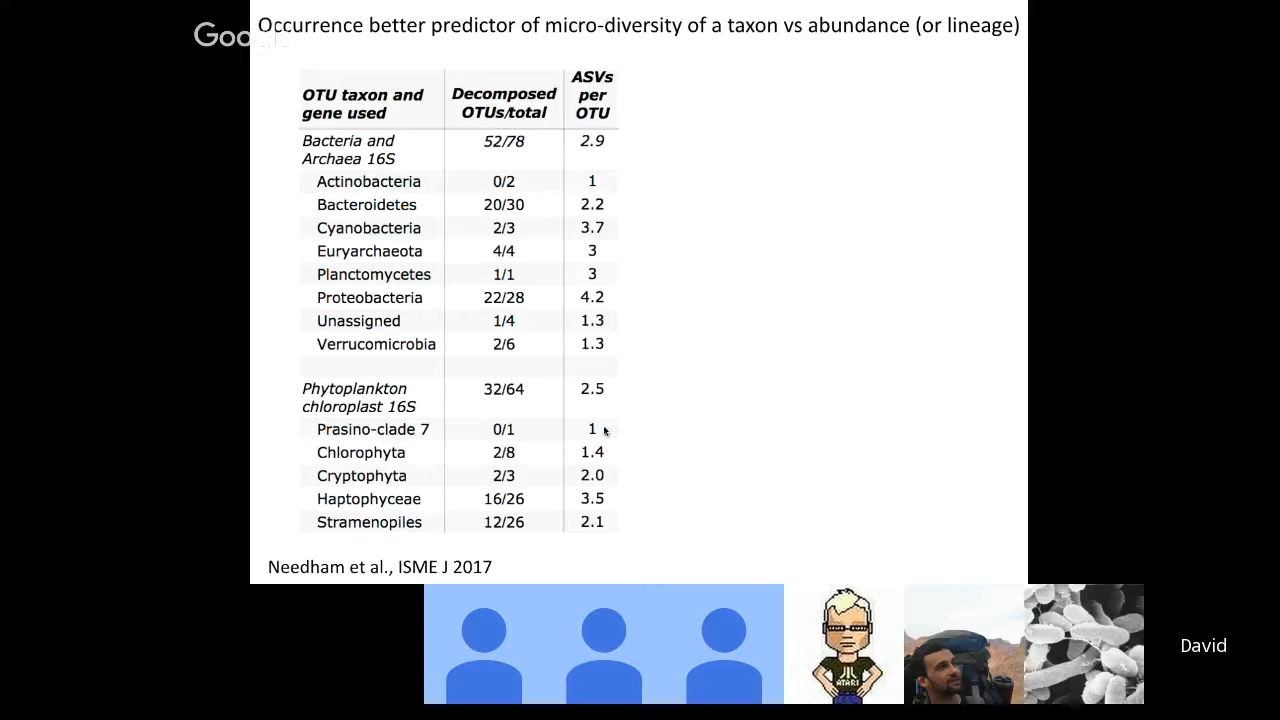 Occurrence better predictor of micro-diversity of a taxon vs abundance (or lineage)
Goo
OTU taxon and gene used | Decomposed OTUs/total | ASVs per OTU
Bacteria and Archaea 16S | 52/78 | 2.9
Actinobacteria | 0/2 | 1
Bacteroidetes | 20/30 | 2.2
Cyanobacteria | 2/3 | 3.7
Euryarchaeota | 4/4 | 3
Planctomycetes | 1/1 | 3
Proteobacteria | 22/28 | 4.2
Unassigned | 1/4 | 1.3
Verrucomicrobia | 2/6 | 1.3
Phytoplankton chloroplast 16S | 32/64 | 2.5
Prasino-clade 7 | 0/1 | 1
Chlorophyta | 2/8 | 1.4
Cryptophyta | 2/3 | 2.0
Haptophyceae | 16/26 | 3.5
Stramenopiles | 12/26 | 2.1
Needham et al., ISME J 2017
ATARI
David